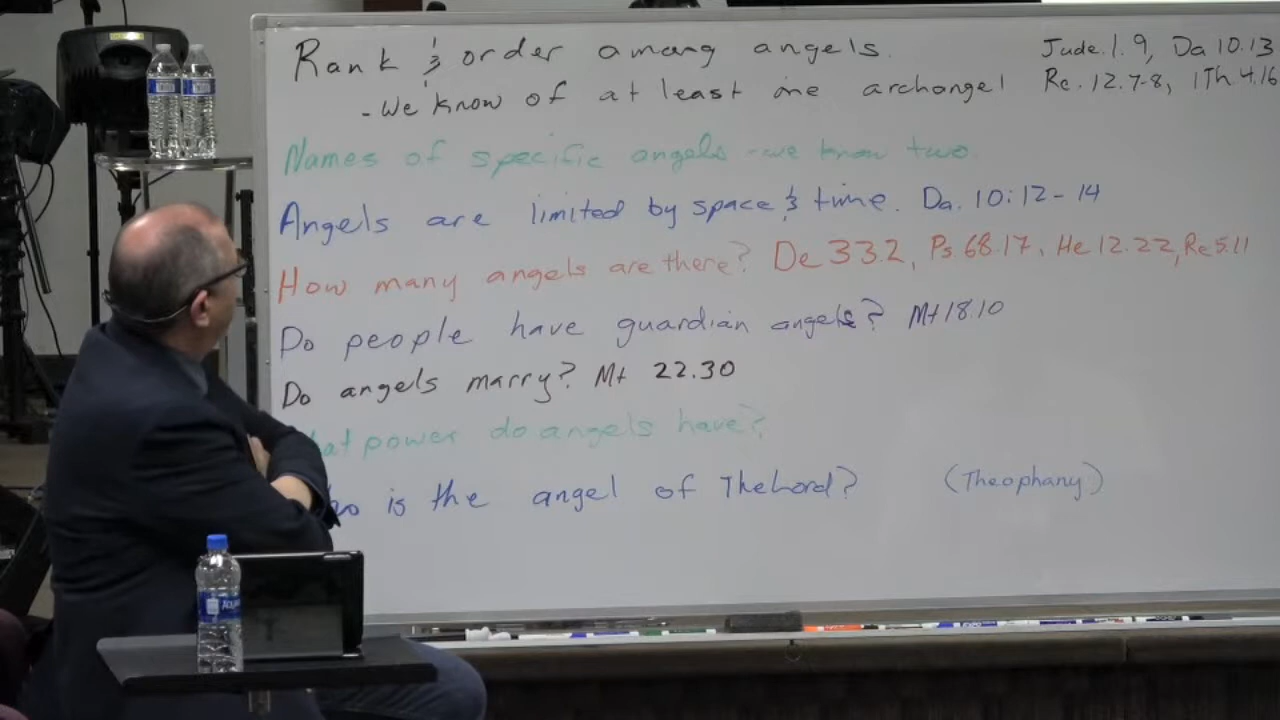 Rank & order among angels. Jude.1.9, Da 10.13
- We know of at least one archangel Re.12.7-8, 1Th.4.16
Names of specific angels - we know two.
Angels are limited by space & time. Da. 10:12-14
How many angels are there? De 33.2, Ps.68.17, He 12.22, Re 5.11
Do people have guardian angels? Mt 18.10
Do angels marry? Mt 22.30
hat power do angels have?
ho is the angel of The Lord? (Theophany)